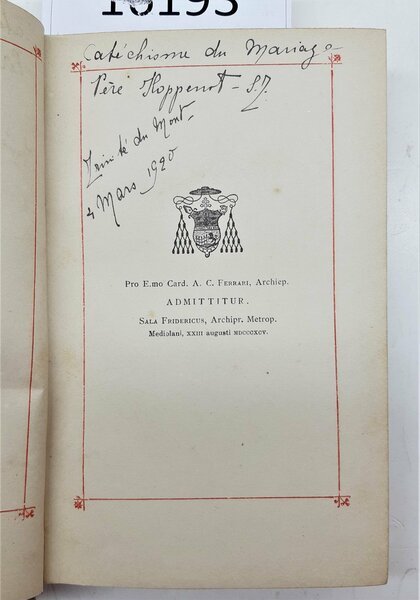 16193
Catéchisme du Mariage
Père Hoppenot - S.J.
Trinité du Mont.
4 Mars 1920
Pro E.mo Card. A. C. Ferrari, Archiep.
ADMITTITUR.
Sala Fridericus, Archipr. Metrop.
Mediolani, XXIII augusti MDCCCXCV.